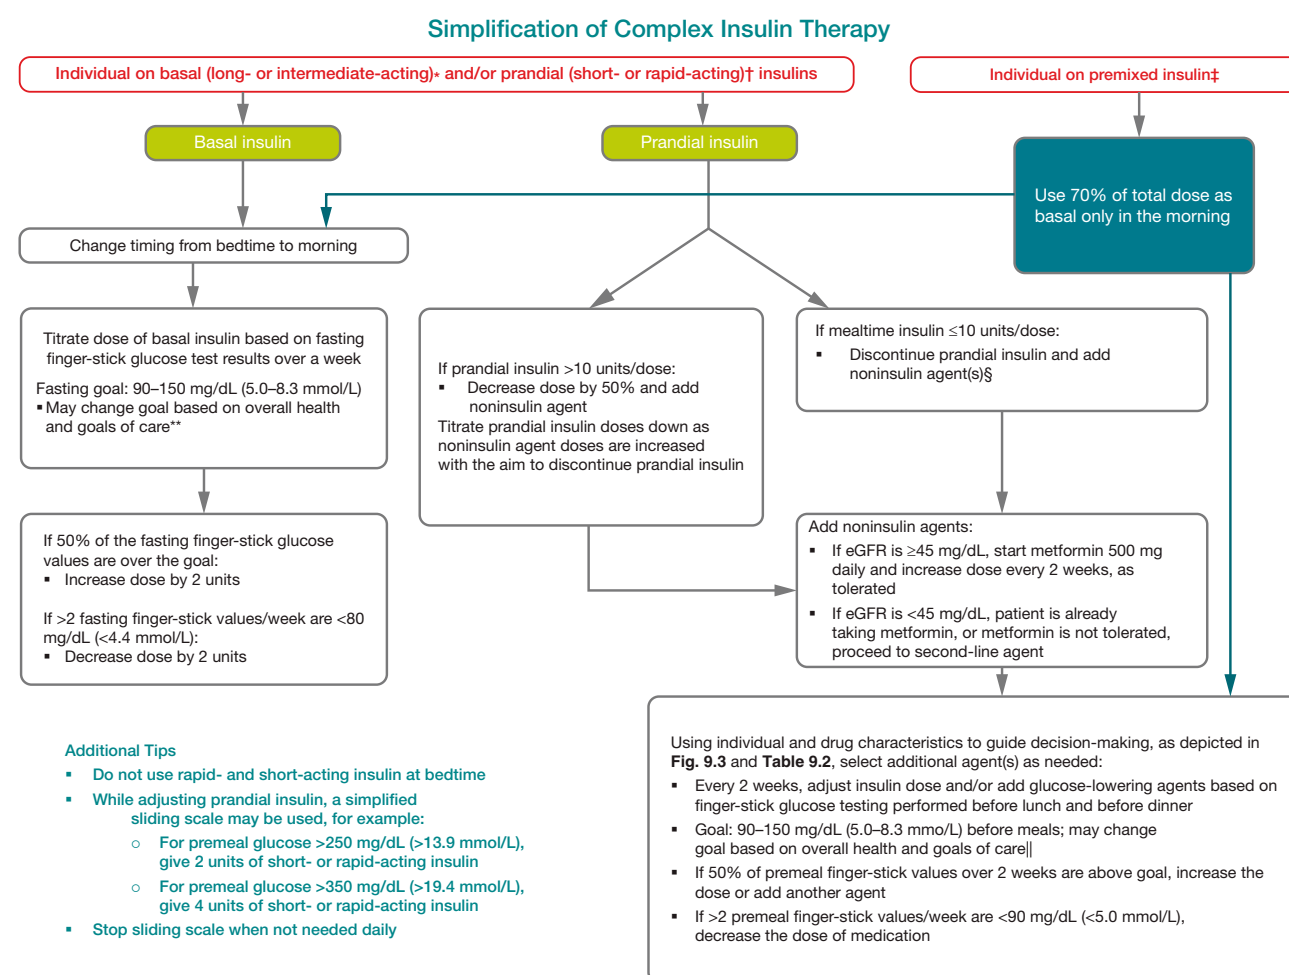 Simplification of Complex Insulin Therapy
Individual on basal (long- or intermediate-acting)* and/or prandial (short- or rapid-acting)† insulins
Individual on premixed insulin‡
Basal insulin
Prandial insulin
Use 70% of total dose as
basal only in the morning
Change timing from bedtime to morning
Titrate dose of basal insulin based on fasting
finger-stick glucose test results over a week
Fasting goal: 90–150 mg/dL (5.0–8.3 mmol/L)
▪ May change goal based on overall health
and goals of care**
If 50% of the fasting finger-stick glucose
values are over the goal:
▪ Increase dose by 2 units
If >2 fasting finger-stick values/week are <80
mg/dL (<4.4 mmol/L):
▪ Decrease dose by 2 units
If prandial insulin >10 units/dose:
▪ Decrease dose by 50% and add
noninsulin agent
Titrate prandial insulin doses down as
noninsulin agent doses are increased
with the aim to discontinue prandial insulin
If mealtime insulin ≤10 units/dose:
▪ Discontinue prandial insulin and add
noninsulin agent(s)§
Add noninsulin agents:
▪ If eGFR is ≥45 mg/dL, start metformin 500 mg
daily and increase dose every 2 weeks, as
tolerated
▪ If eGFR is <45 mg/dL, patient is already
taking metformin, or metformin is not tolerated,
proceed to second-line agent
Using individual and drug characteristics to guide decision-making, as depicted in
Fig. 9.3 and Table 9.2, select additional agent(s) as needed:
▪ Every 2 weeks, adjust insulin dose and/or add glucose-lowering agents based on
finger-stick glucose testing performed before lunch and before dinner
▪ Goal: 90–150 mg/dL (5.0–8.3 mmo/L) before meals; may change
goal based on overall health and goals of care||
▪ If 50% of premeal finger-stick values over 2 weeks are above goal, increase the
dose or add another agent
▪ If >2 premeal finger-stick values/week are <90 mg/dL (<5.0 mmol/L),
decrease the dose of medication
Additional Tips
▪ Do not use rapid- and short-acting insulin at bedtime
▪ While adjusting prandial insulin, a simplified
sliding scale may be used, for example:
○ For premeal glucose >250 mg/dL (>13.9 mmol/L),
give 2 units of short- or rapid-acting insulin
○ For premeal glucose >350 mg/dL (>19.4 mmol/L),
give 4 units of short- or rapid-acting insulin
▪ Stop sliding scale when not needed daily